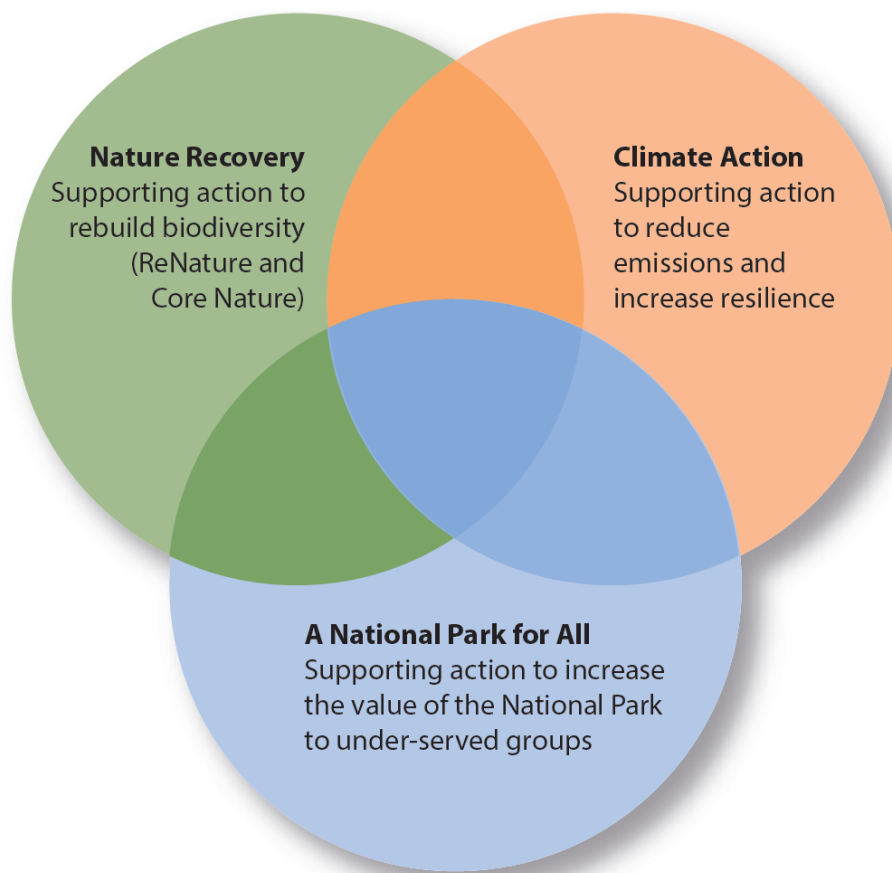 Nature Recovery
Supporting action to
rebuild biodiversity
(ReNature and
Core Nature)
Climate Action
Supporting action
to reduce
emissions and
increase resilience
A National Park for All
Supporting action to increase
the value of the National Park
to under-served groups